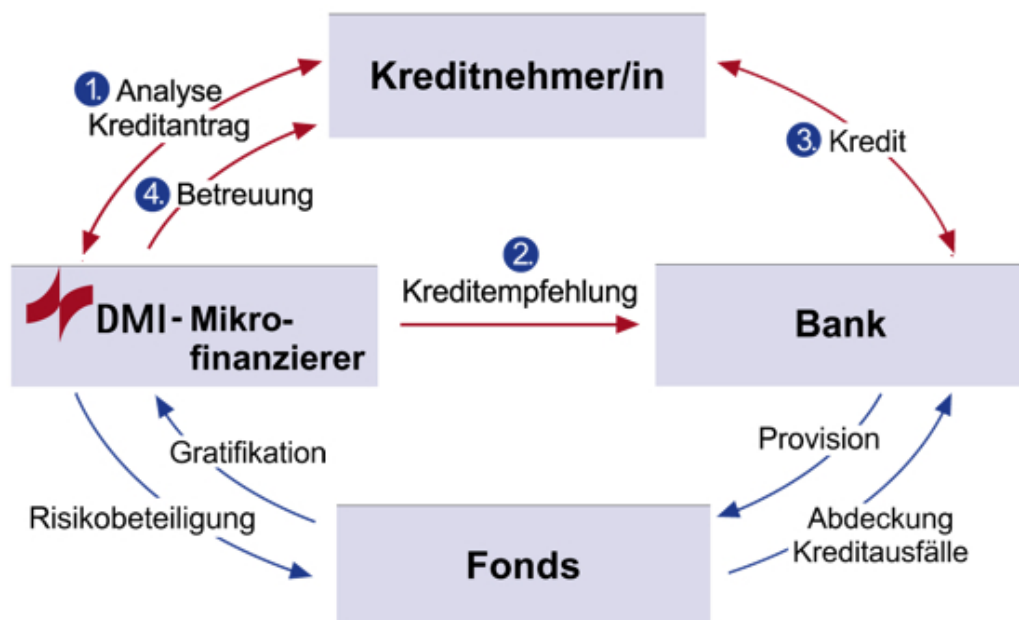 Kreditnehmer/in
1. Analyse
Kreditantrag
3. Kredit
4. Betreuung
2.
Kreditempfehlung
DMI - Mikro-
finanzierer
Bank
Gratifikation
Provision
Risikobeteiligung
Abdeckung
Kreditausfälle
Fonds